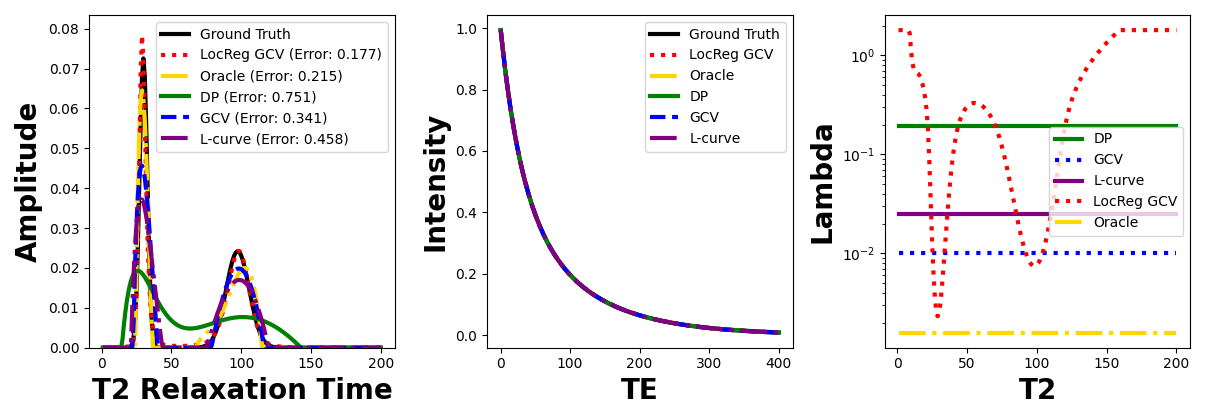 Amplitude
0.08
0.07
0.06
0.05
0.04
0.03
0.02
0.01
0.00
Ground Truth
LocReg GCV (Error: 0.177)
Oracle (Error: 0.215)
DP (Error: 0.751)
GCV (Error: 0.341)
L-curve (Error: 0.458)
0 50 100 150 200
T2 Relaxation Time
Intensity
1.0
0.8
0.6
0.4
0.2
0.0
Ground Truth
LocReg GCV
Oracle
DP
GCV
L-curve
0 100 200 300 400
TE
Lambda
10⁰
10⁻¹
10⁻²
DP
GCV
L-curve
LocReg GCV
Oracle
0 50 100 150 200
T2